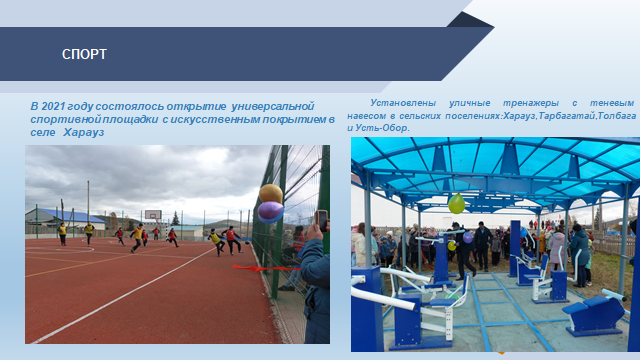 СПОРТ
В 2021 году состоялось открытие универсальной
спортивной площадки с искусственным покрытием в
селе Харауз
Установлены уличные тренажеры с теневым
навесом в сельских поселениях:Харауз,Тарбагатай,Толбага
и Усть-Обор.